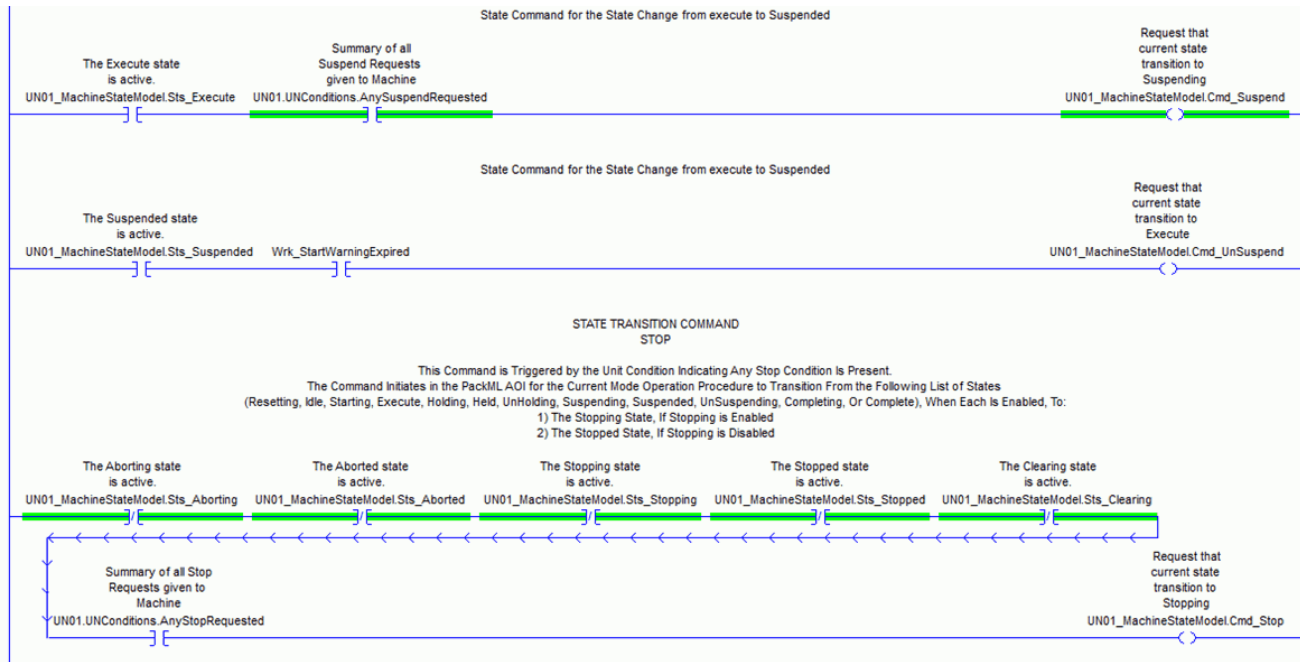 State Command for the State Change from execute to Suspended
The Execute state
is active.
UN01_MachineStateModel.Sts_Execute
Summary of all
Suspend Requests
given to Machine
UN01.UNConditions.AnySuspendRequested
Request that
current state
transition to
Suspending
UN01_MachineStateModel.Cmd_Suspend
State Command for the State Change from execute to Suspended
The Suspended state
is active.
UN01_MachineStateModel.Sts_Suspended
Wrk_StartWarningExpired
Request that
current state
transition to
Execute
UN01_MachineStateModel.Cmd_UnSuspend
STATE TRANSITION COMMAND
STOP
This Command is Triggered by the Unit Condition Indicating Any Stop Condition Is Present.
The Command Initiates in the PackML AOI for the Current Mode Operation Procedure to Transition From the Following List of States
(Resetting, Idle, Starting, Execute, Holding, Held, UnHolding, Suspending, Suspended, UnSuspending, Completing, Or Complete), When Each Is Enabled, To:
1) The Stopping State, If Stopping is Enabled
2) The Stopped State, If Stopping is Disabled
The Aborting state
is active.
UN01_MachineStateModel.Sts_Aborting
The Aborted state
is active.
UN01_MachineStateModel.Sts_Aborted
The Stopping state
is active.
UN01_MachineStateModel.Sts_Stopping
The Stopped state
is active.
UN01_MachineStateModel.Sts_Stopped
The Clearing state
is active.
UN01_MachineStateModel.Sts_Clearing
Summary of all Stop
Requests given to
Machine
UN01.UNConditions.AnyStopRequested
Request that
current state
transition to
Stopping
UN01_MachineStateModel.Cmd_Stop